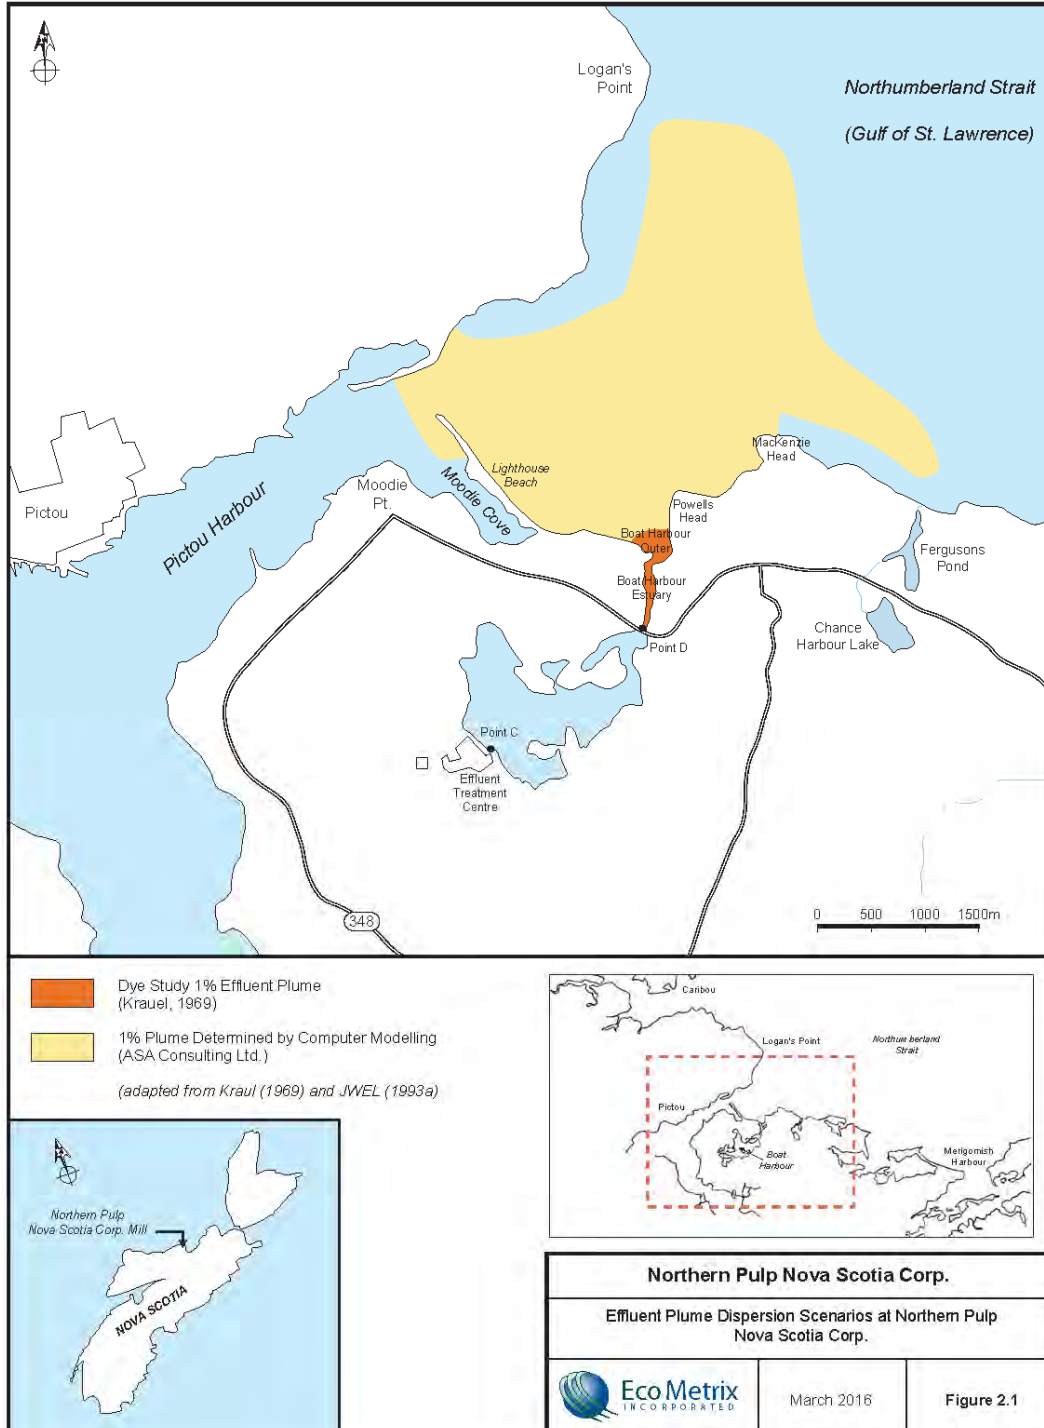 Logan's
Point
Northumberland Strait
(Gulf of St. Lawrence)
MacKenzie
Head
Lighthouse
Beach
Moodie Cove
Moodie
Pt.
Pictou Harbour
Pictou
Powells
Head
Boat Harbour
Outer
Boat Harbour
Estuary
Fergusons
Pond
Chance
Harbour Lake
Point D
Point C
Effluent
Treatment
Centre
348
0 500 1000 1500m
Dye Study 1% Effluent Plume
(Krauel, 1969)
1% Plume Determined by Computer Modelling
(ASA Consulting Ltd.)
(adapted from Kraul (1969) and JWEL (1993a)
Caribou
Logan's Point
Northumberland
Strait
Pictou
Boat
Harbour
Merigomish
Harbour
Northern Pulp
Nova Scotia Corp. Mill
NOVA SCOTIA
Northern Pulp Nova Scotia Corp.
Effluent Plume Dispersion Scenarios at Northern Pulp
Nova Scotia Corp.
EcoMetrix
INCORPORATED
March 2016
Figure 2.1